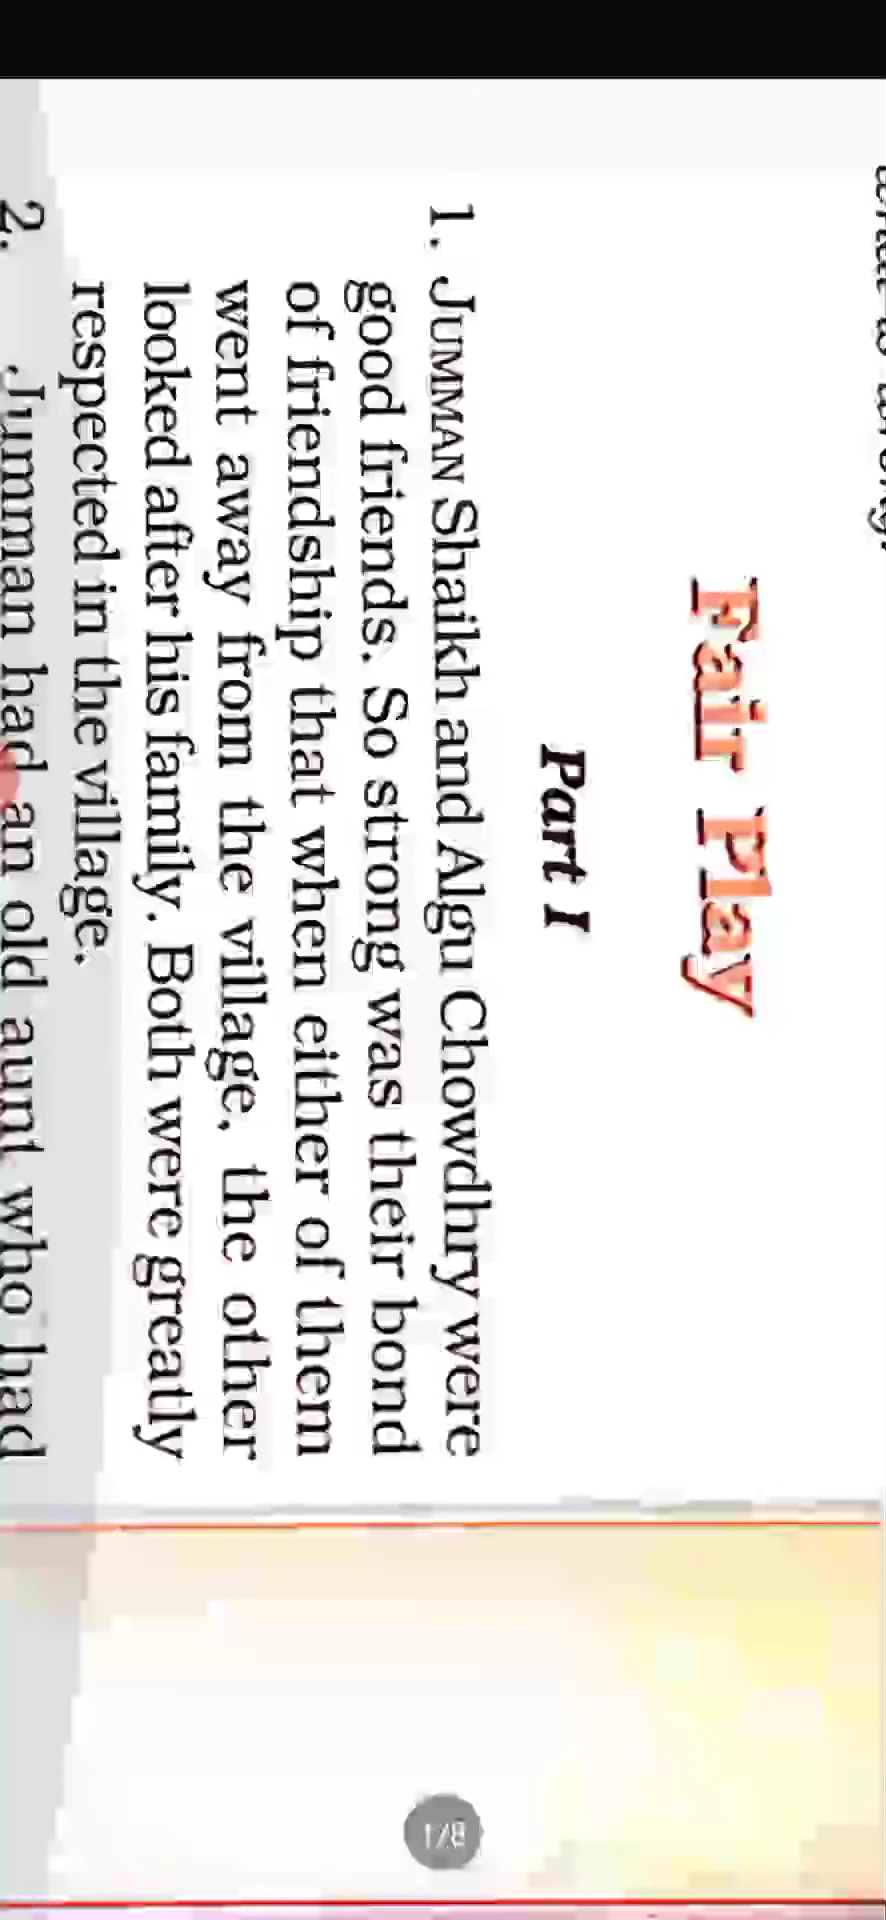 Fair Play
Part I
1. JUMMAN Shaikh and Algu Chowdhry were
good friends. So strong was their bond
of friendship that when either of them
went away from the village, the other
looked after his family. Both were greatly
respected in the village.
2. Jumman had an old aunt who had
1/8